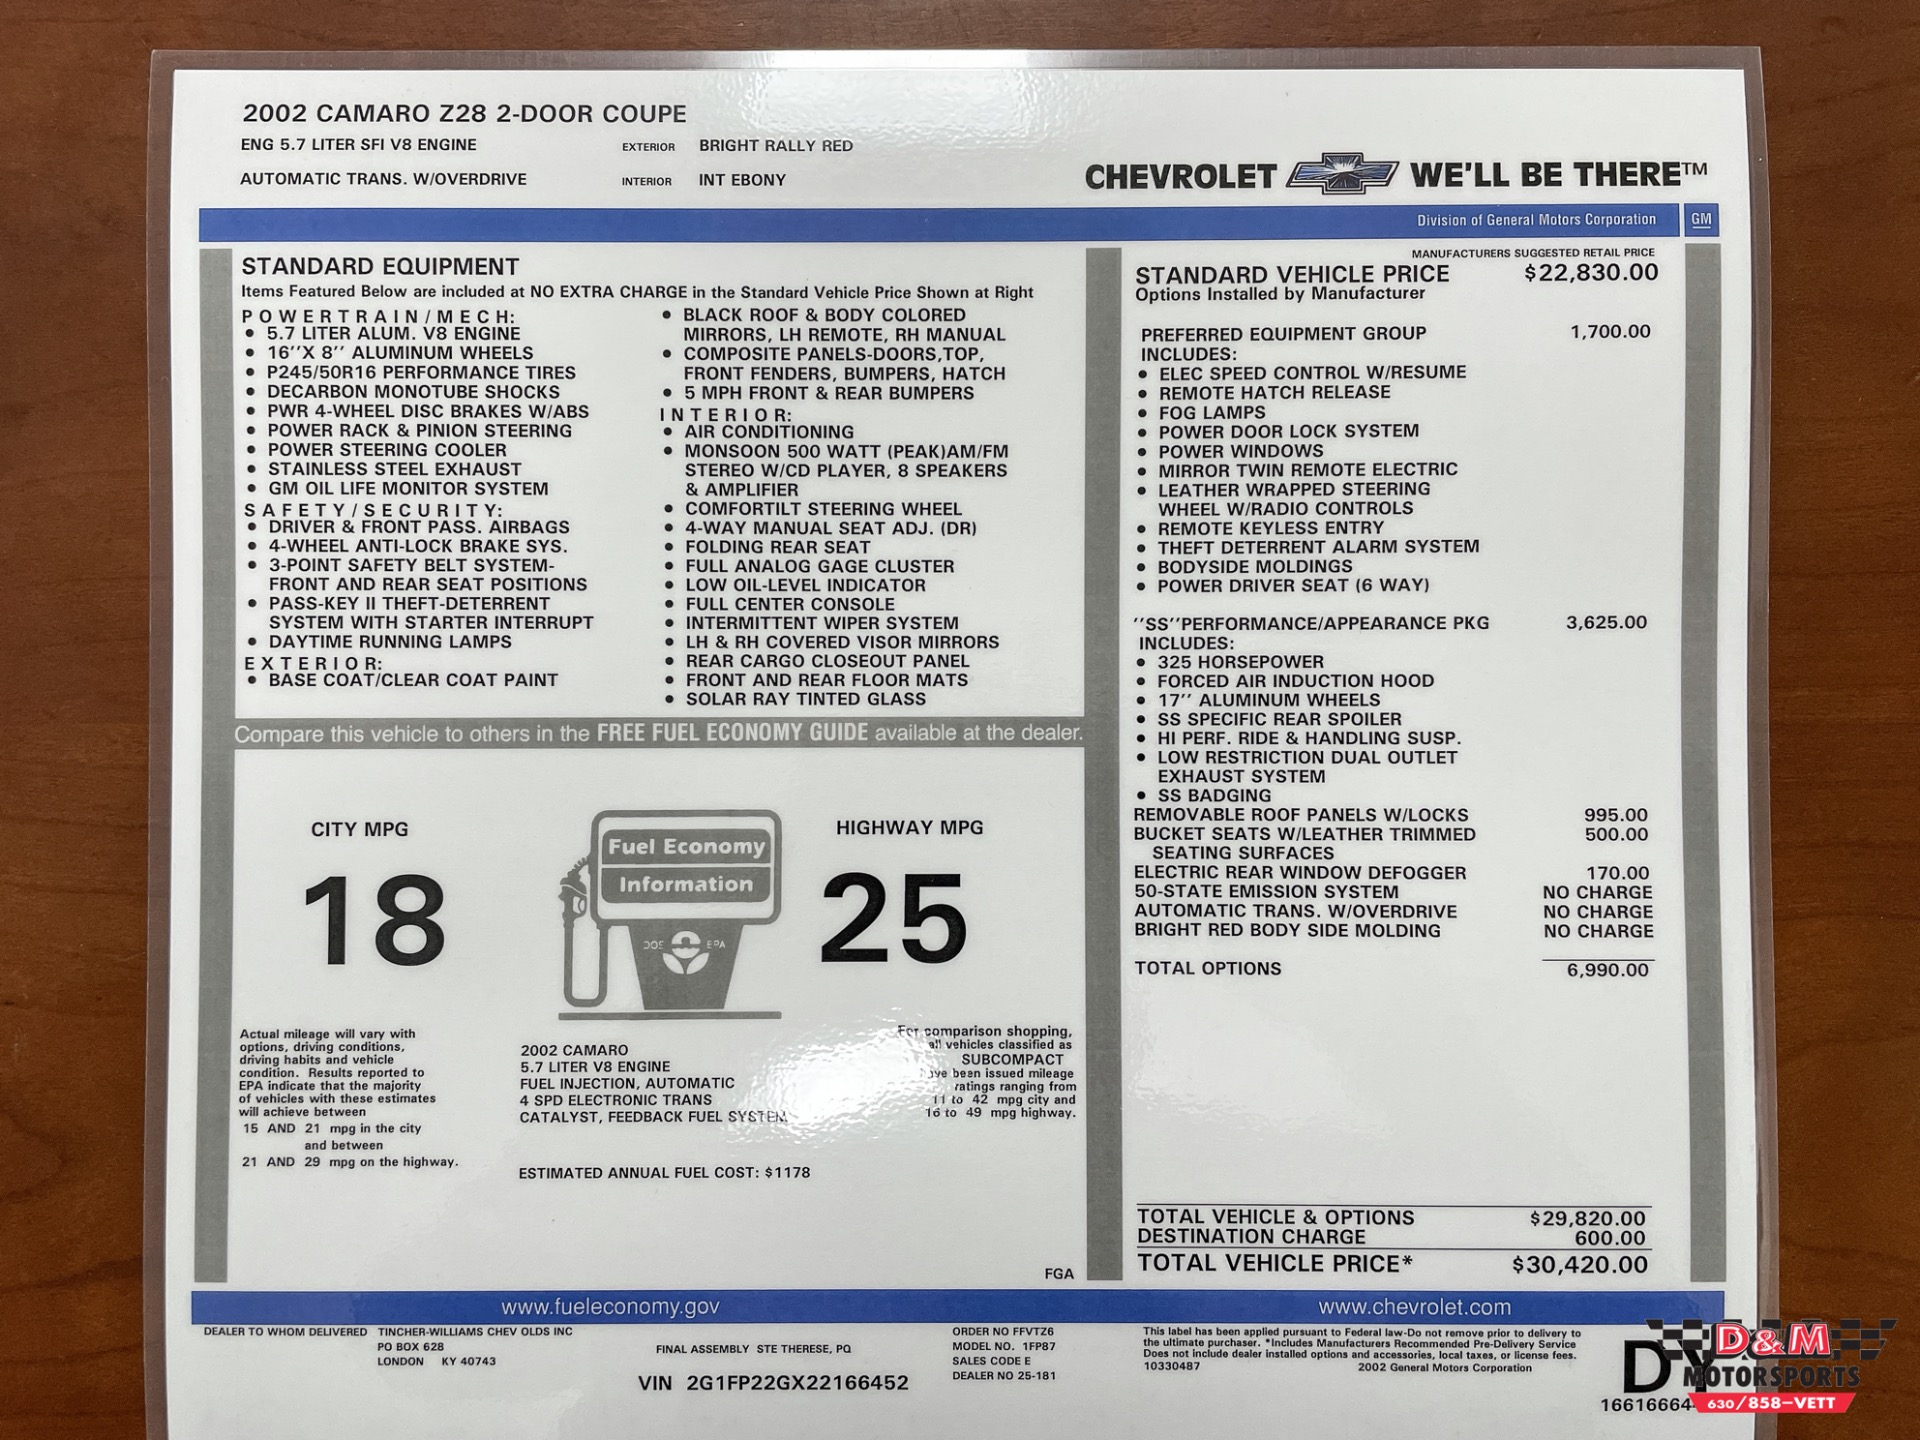 2002 CAMARO Z28 2-DOOR COUPE
ENG 5.7 LITER SFI V8 ENGINE
EXTERIOR BRIGHT RALLY RED
AUTOMATIC TRANS. W/OVERDRIVE
INTERIOR INT EBONY
CHEVROLET WE'LL BE THERE™
Division of General Motors Corporation GM
STANDARD EQUIPMENT
Items Featured Below are included at NO EXTRA CHARGE in the Standard Vehicle Price Shown at Right
POWERTRAIN/MECH:
• 5.7 LITER ALUM. V8 ENGINE
• 16''X 8'' ALUMINUM WHEELS
• P245/50R16 PERFORMANCE TIRES
• DECARBON MONOTUBE SHOCKS
• PWR 4-WHEEL DISC BRAKES W/ABS
• POWER RACK & PINION STEERING
• POWER STEERING COOLER
• STAINLESS STEEL EXHAUST
• GM OIL LIFE MONITOR SYSTEM
SAFETY/SECURITY:
• DRIVER & FRONT PASS. AIRBAGS
• 4-WHEEL ANTI-LOCK BRAKE SYS.
• 3-POINT SAFETY BELT SYSTEM-
FRONT AND REAR SEAT POSITIONS
• PASS-KEY II THEFT-DETERRENT
SYSTEM WITH STARTER INTERRUPT
• DAYTIME RUNNING LAMPS
EXTERIOR:
• BASE COAT/CLEAR COAT PAINT
• BLACK ROOF & BODY COLORED
MIRRORS, LH REMOTE, RH MANUAL
• COMPOSITE PANELS-DOORS,TOP,
FRONT FENDERS, BUMPERS, HATCH
• 5 MPH FRONT & REAR BUMPERS
INTERIOR:
• AIR CONDITIONING
• MONSOON 500 WATT (PEAK)AM/FM
STEREO W/CD PLAYER, 8 SPEAKERS
& AMPLIFIER
• COMFORTILT STEERING WHEEL
• 4-WAY MANUAL SEAT ADJ. (DR)
• FOLDING REAR SEAT
• FULL ANALOG GAGE CLUSTER
• LOW OIL-LEVEL INDICATOR
• FULL CENTER CONSOLE
• INTERMITTENT WIPER SYSTEM
• LH & RH COVERED VISOR MIRRORS
• REAR CARGO CLOSEOUT PANEL
• FRONT AND REAR FLOOR MATS
• SOLAR RAY TINTED GLASS
Compare this vehicle to others in the FREE FUEL ECONOMY GUIDE available at the dealer.
CITY MPG
18
Fuel Economy
Information
DOE EPA
HIGHWAY MPG
25
Actual mileage will vary with
options, driving conditions,
driving habits and vehicle
condition. Results reported to
EPA indicate that the majority
of vehicles with these estimates
will achieve between
15 AND 21 mpg in the city
and between
21 AND 29 mpg on the highway.
2002 CAMARO
5.7 LITER V8 ENGINE
FUEL INJECTION, AUTOMATIC
4 SPD ELECTRONIC TRANS
CATALYST, FEEDBACK FUEL SYSTEM
ESTIMATED ANNUAL FUEL COST: $1178
For comparison shopping,
all vehicles classified as
SUBCOMPACT
have been issued mileage
ratings ranging from
11 to 42 mpg city and
16 to 49 mpg highway.
FGA
MANUFACTURERS SUGGESTED RETAIL PRICE
STANDARD VEHICLE PRICE $22,830.00
Options Installed by Manufacturer
PREFERRED EQUIPMENT GROUP 1,700.00
INCLUDES:
• ELEC SPEED CONTROL W/RESUME
• REMOTE HATCH RELEASE
• FOG LAMPS
• POWER DOOR LOCK SYSTEM
• POWER WINDOWS
• MIRROR TWIN REMOTE ELECTRIC
• LEATHER WRAPPED STEERING
WHEEL W/RADIO CONTROLS
• REMOTE KEYLESS ENTRY
• THEFT DETERRENT ALARM SYSTEM
• BODYSIDE MOLDINGS
• POWER DRIVER SEAT (6 WAY)
''SS''PERFORMANCE/APPEARANCE PKG 3,625.00
INCLUDES:
• 325 HORSEPOWER
• FORCED AIR INDUCTION HOOD
• 17'' ALUMINUM WHEELS
• SS SPECIFIC REAR SPOILER
• HI PERF. RIDE & HANDLING SUSP.
• LOW RESTRICTION DUAL OUTLET
EXHAUST SYSTEM
• SS BADGING
REMOVABLE ROOF PANELS W/LOCKS 995.00
BUCKET SEATS W/LEATHER TRIMMED 500.00
SEATING SURFACES
ELECTRIC REAR WINDOW DEFOGGER 170.00
50-STATE EMISSION SYSTEM NO CHARGE
AUTOMATIC TRANS. W/OVERDRIVE NO CHARGE
BRIGHT RED BODY SIDE MOLDING NO CHARGE
TOTAL OPTIONS 6,990.00
TOTAL VEHICLE & OPTIONS $29,820.00
DESTINATION CHARGE 600.00
TOTAL VEHICLE PRICE* $30,420.00
www.fueleconomy.gov www.chevrolet.com
DEALER TO WHOM DELIVERED TINCHER-WILLIAMS CHEV OLDS INC
PO BOX 628
LONDON KY 40743
FINAL ASSEMBLY STE THERESE, PQ
VIN 2G1FP22GX22166452
ORDER NO FFVTZ6
MODEL NO. 1FP87
SALES CODE E
DEALER NO 25-181
This label has been applied pursuant to Federal law-Do not remove prior to delivery to
the ultimate purchaser. *Includes Manufacturers Recommended Pre-Delivery Service
Does not include dealer installed options and accessories, local taxes, or license fees.
10330487 2002 General Motors Corporation
DY
D&M
MOTORSPORTS
630/858-VETT